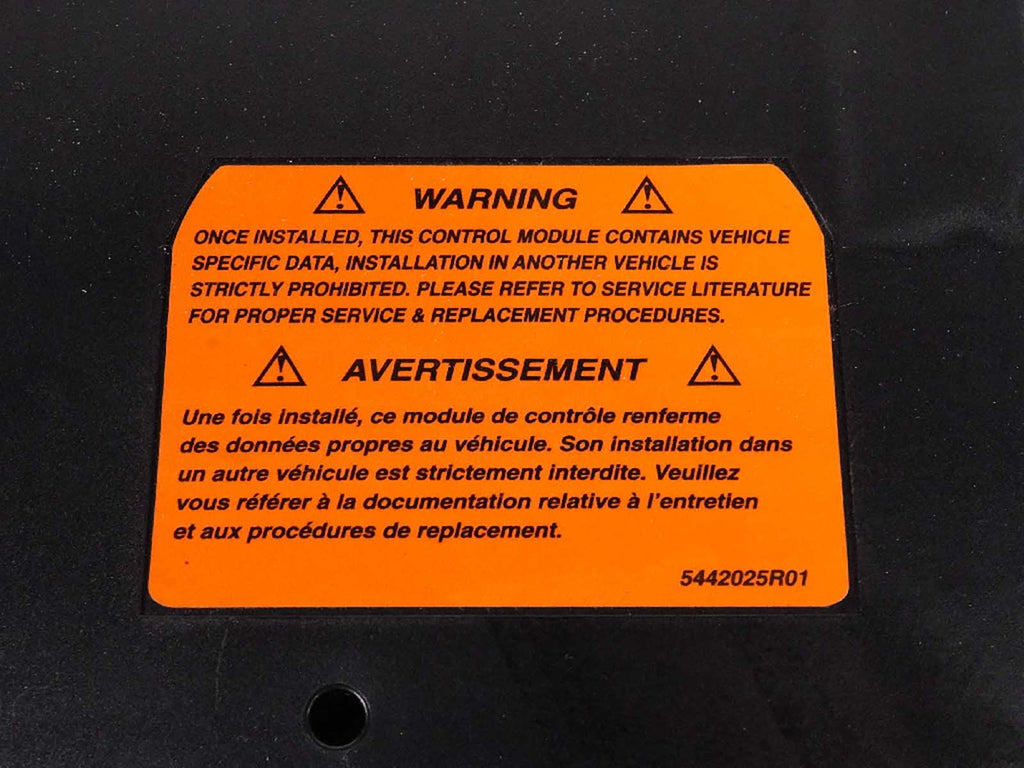 WARNING
ONCE INSTALLED, THIS CONTROL MODULE CONTAINS VEHICLE
SPECIFIC DATA, INSTALLATION IN ANOTHER VEHICLE IS
STRICTLY PROHIBITED. PLEASE REFER TO SERVICE LITERATURE
FOR PROPER SERVICE & REPLACEMENT PROCEDURES.
AVERTISSEMENT
Une fois installé, ce module de contrôle renferme
des données propres au véhicule. Son installation dans
un autre véhicule est strictement interdite. Veuillez
vous référer à la documentation relative à l'entretien
et aux procédures de replacement.
5442025R01